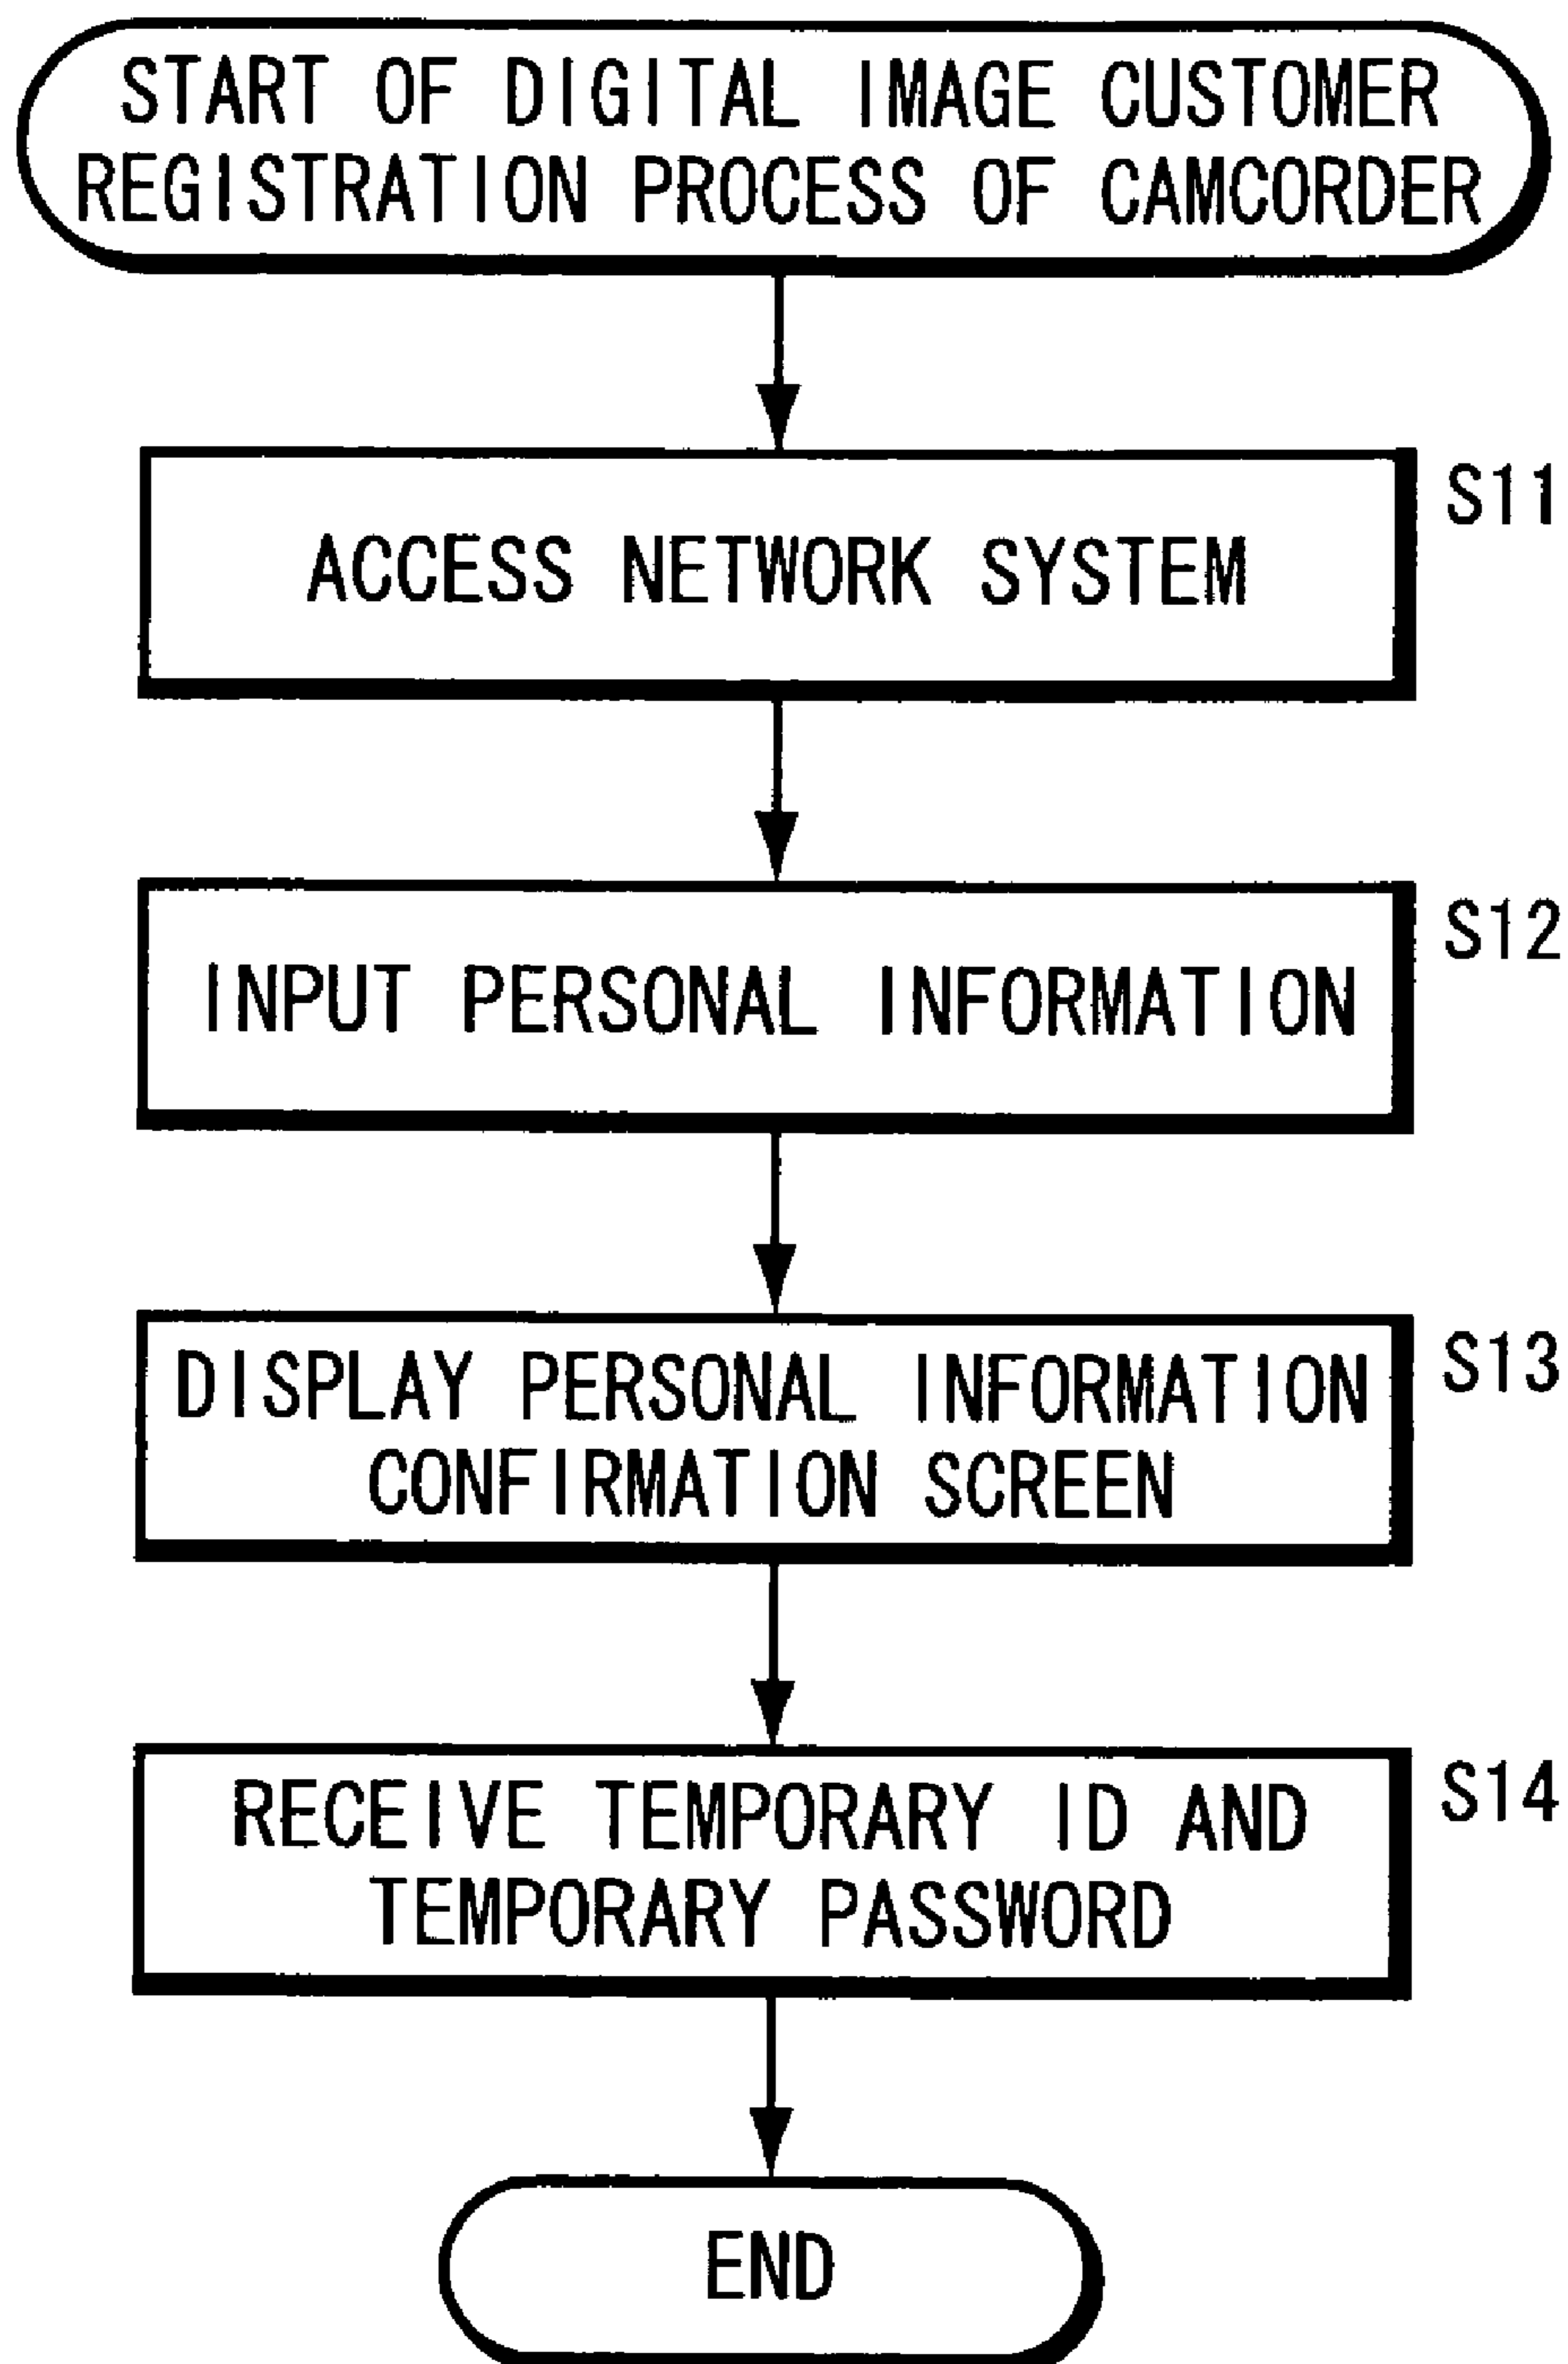 START OF DIGITAL IMAGE CUSTOMER
REGISTRATION PROCESS OF CAMCORDER
S11
ACCESS NETWORK SYSTEM
S12
INPUT PERSONAL INFORMATION
S13
DISPLAY PERSONAL INFORMATION
CONFIRMATION SCREEN
S14
RECEIVE TEMPORARY ID AND
TEMPORARY PASSWORD
END